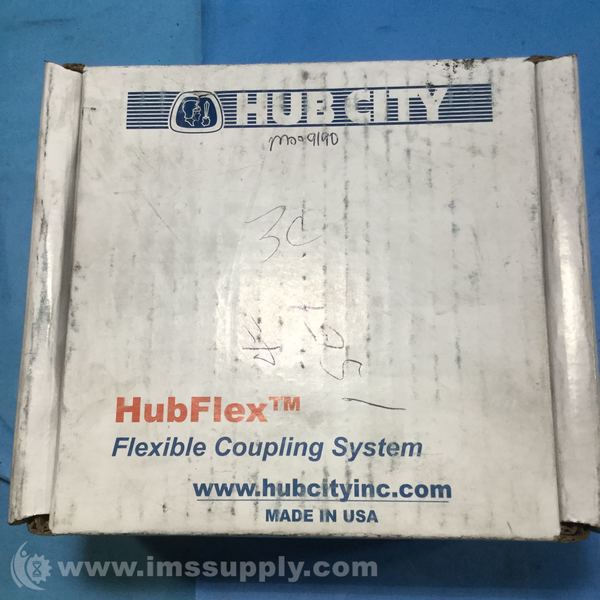 HUB CITY
3C
HubFlex™
Flexible Coupling System
www.hubcityinc.com
MADE IN USA
www.imssupply.com